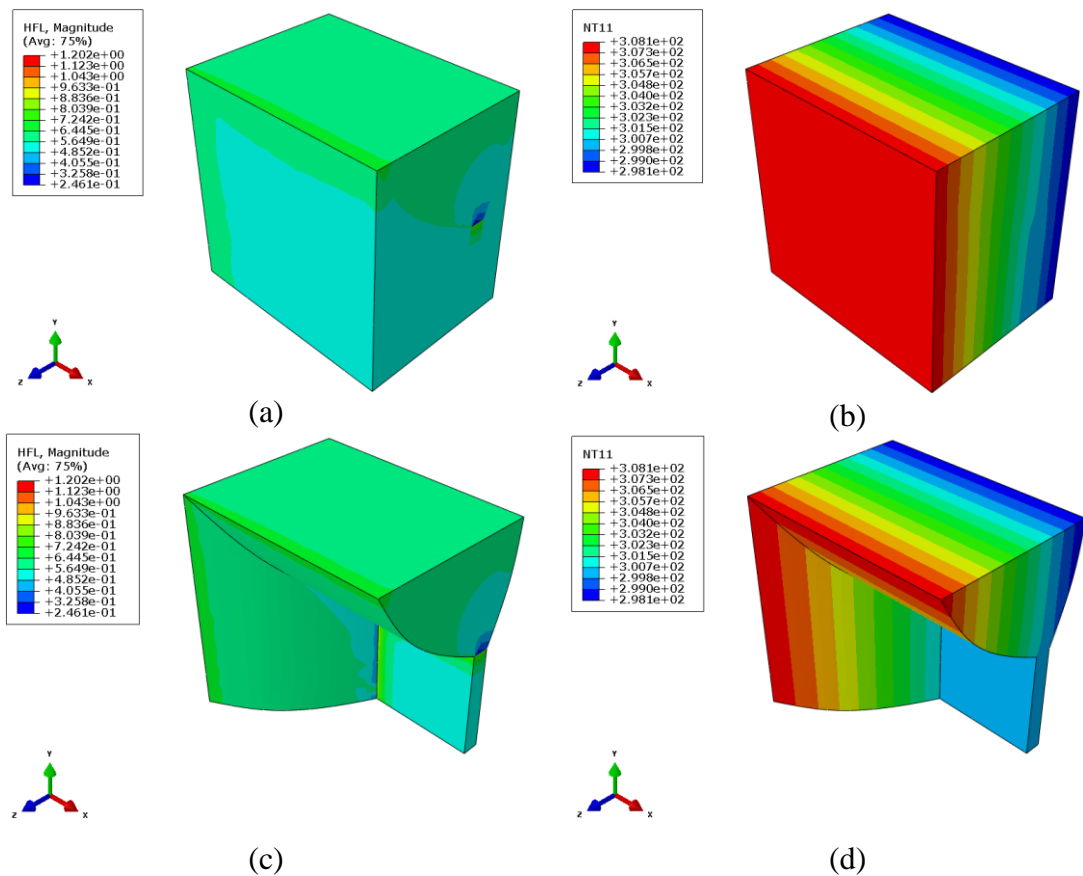 HFL, Magnitude
(Avg: 75%)
+1.202e+00
+1.123e+00
+1.043e+00
+9.633e-01
+8.836e-01
+8.039e-01
+7.242e-01
+6.445e-01
+5.649e-01
+4.852e-01
+4.055e-01
+3.258e-01
+2.461e-01
Y
Z
X
(a)
NT11
+3.081e+02
+3.073e+02
+3.065e+02
+3.057e+02
+3.048e+02
+3.040e+02
+3.032e+02
+3.023e+02
+3.015e+02
+3.007e+02
+2.998e+02
+2.990e+02
+2.981e+02
Y
Z
X
(b)
HFL, Magnitude
(Avg: 75%)
+1.202e+00
+1.123e+00
+1.043e+00
+9.633e-01
+8.836e-01
+8.039e-01
+7.242e-01
+6.445e-01
+5.649e-01
+4.852e-01
+4.055e-01
+3.258e-01
+2.461e-01
Y
Z
X
(c)
NT11
+3.081e+02
+3.073e+02
+3.065e+02
+3.057e+02
+3.048e+02
+3.040e+02
+3.032e+02
+3.023e+02
+3.015e+02
+3.007e+02
+2.998e+02
+2.990e+02
+2.981e+02
Y
Z
X
(d)